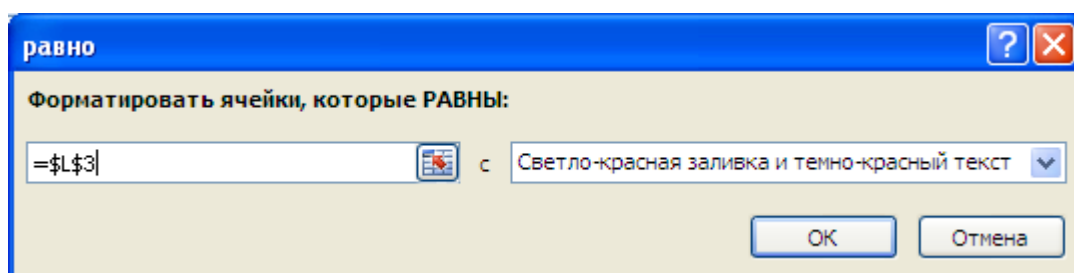 равно
Форматировать ячейки, которые РАВНЫ:
=$L$3 с Светло-красная заливка и темно-красный текст
ОК Отмена